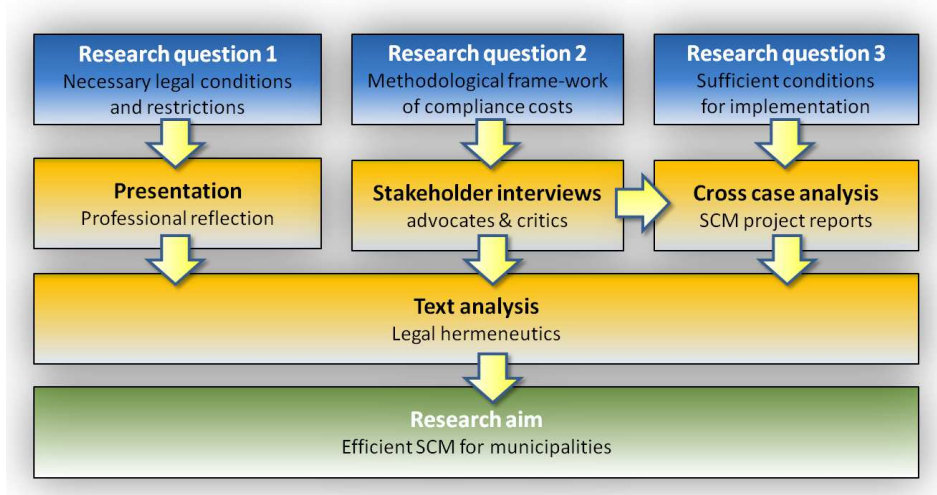 Research question 1
Necessary legal conditions
and restrictions
Research question 2
Methodological frame-work
of compliance costs
Research question 3
Sufficient conditions
for implementation
Presentation
Professional reflection
Stakeholder interviews
advocates & critics
Cross case analysis
SCM project reports
Text analysis
Legal hermeneutics
Research aim
Efficient SCM for municipalities